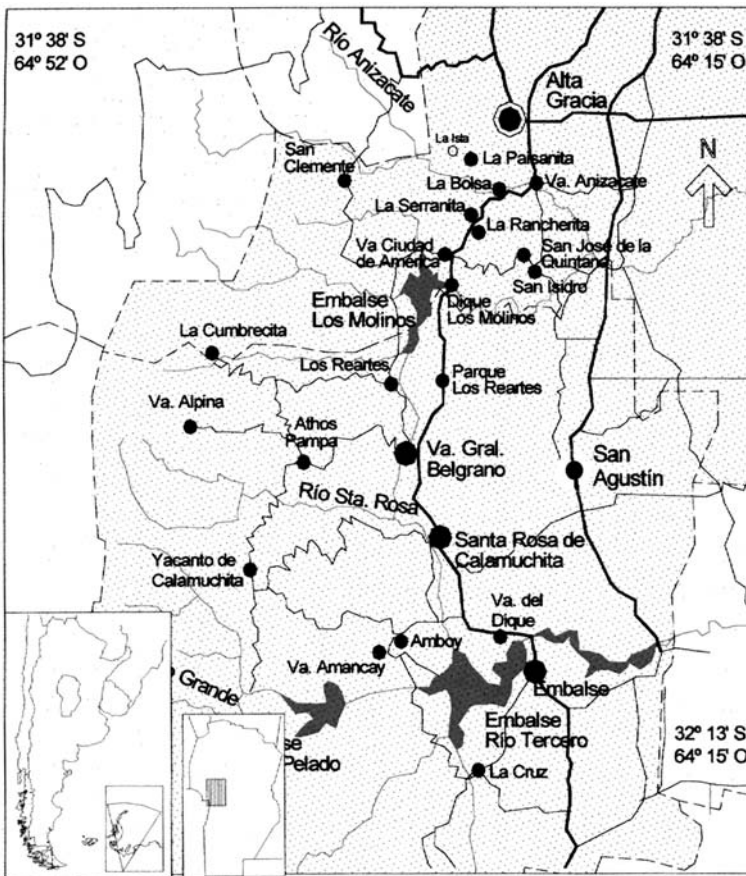 31º 38' S
64º 52' O
Río Anizacate
31º 38' S
64º 15' O
Alta
Gracia
La Isla
San
Clemente
La Paisanita
N
La Bolsa
Va. Anizacate
La Serranita
La Rancherita
Va Ciudad
de América
San José de la
Quintana
San Isidro
Embalse
Los Molinos
Dique
Los Molinos
La Cumbrecita
Los Reartes
Parque
Los Reartes
Va. Alpina
Athos
Pampa
Va. Gral.
Belgrano
San
Agustín
Río Sta. Rosa
Santa Rosa de
Calamuchita
Yacanto de
Calamuchita
Va. del
Dique
Amboy
Va. Amancay
Grande
Embalse
Embalse
Río Tercero
32º 13' S
64º 15' O
se
Pelado
La Cruz